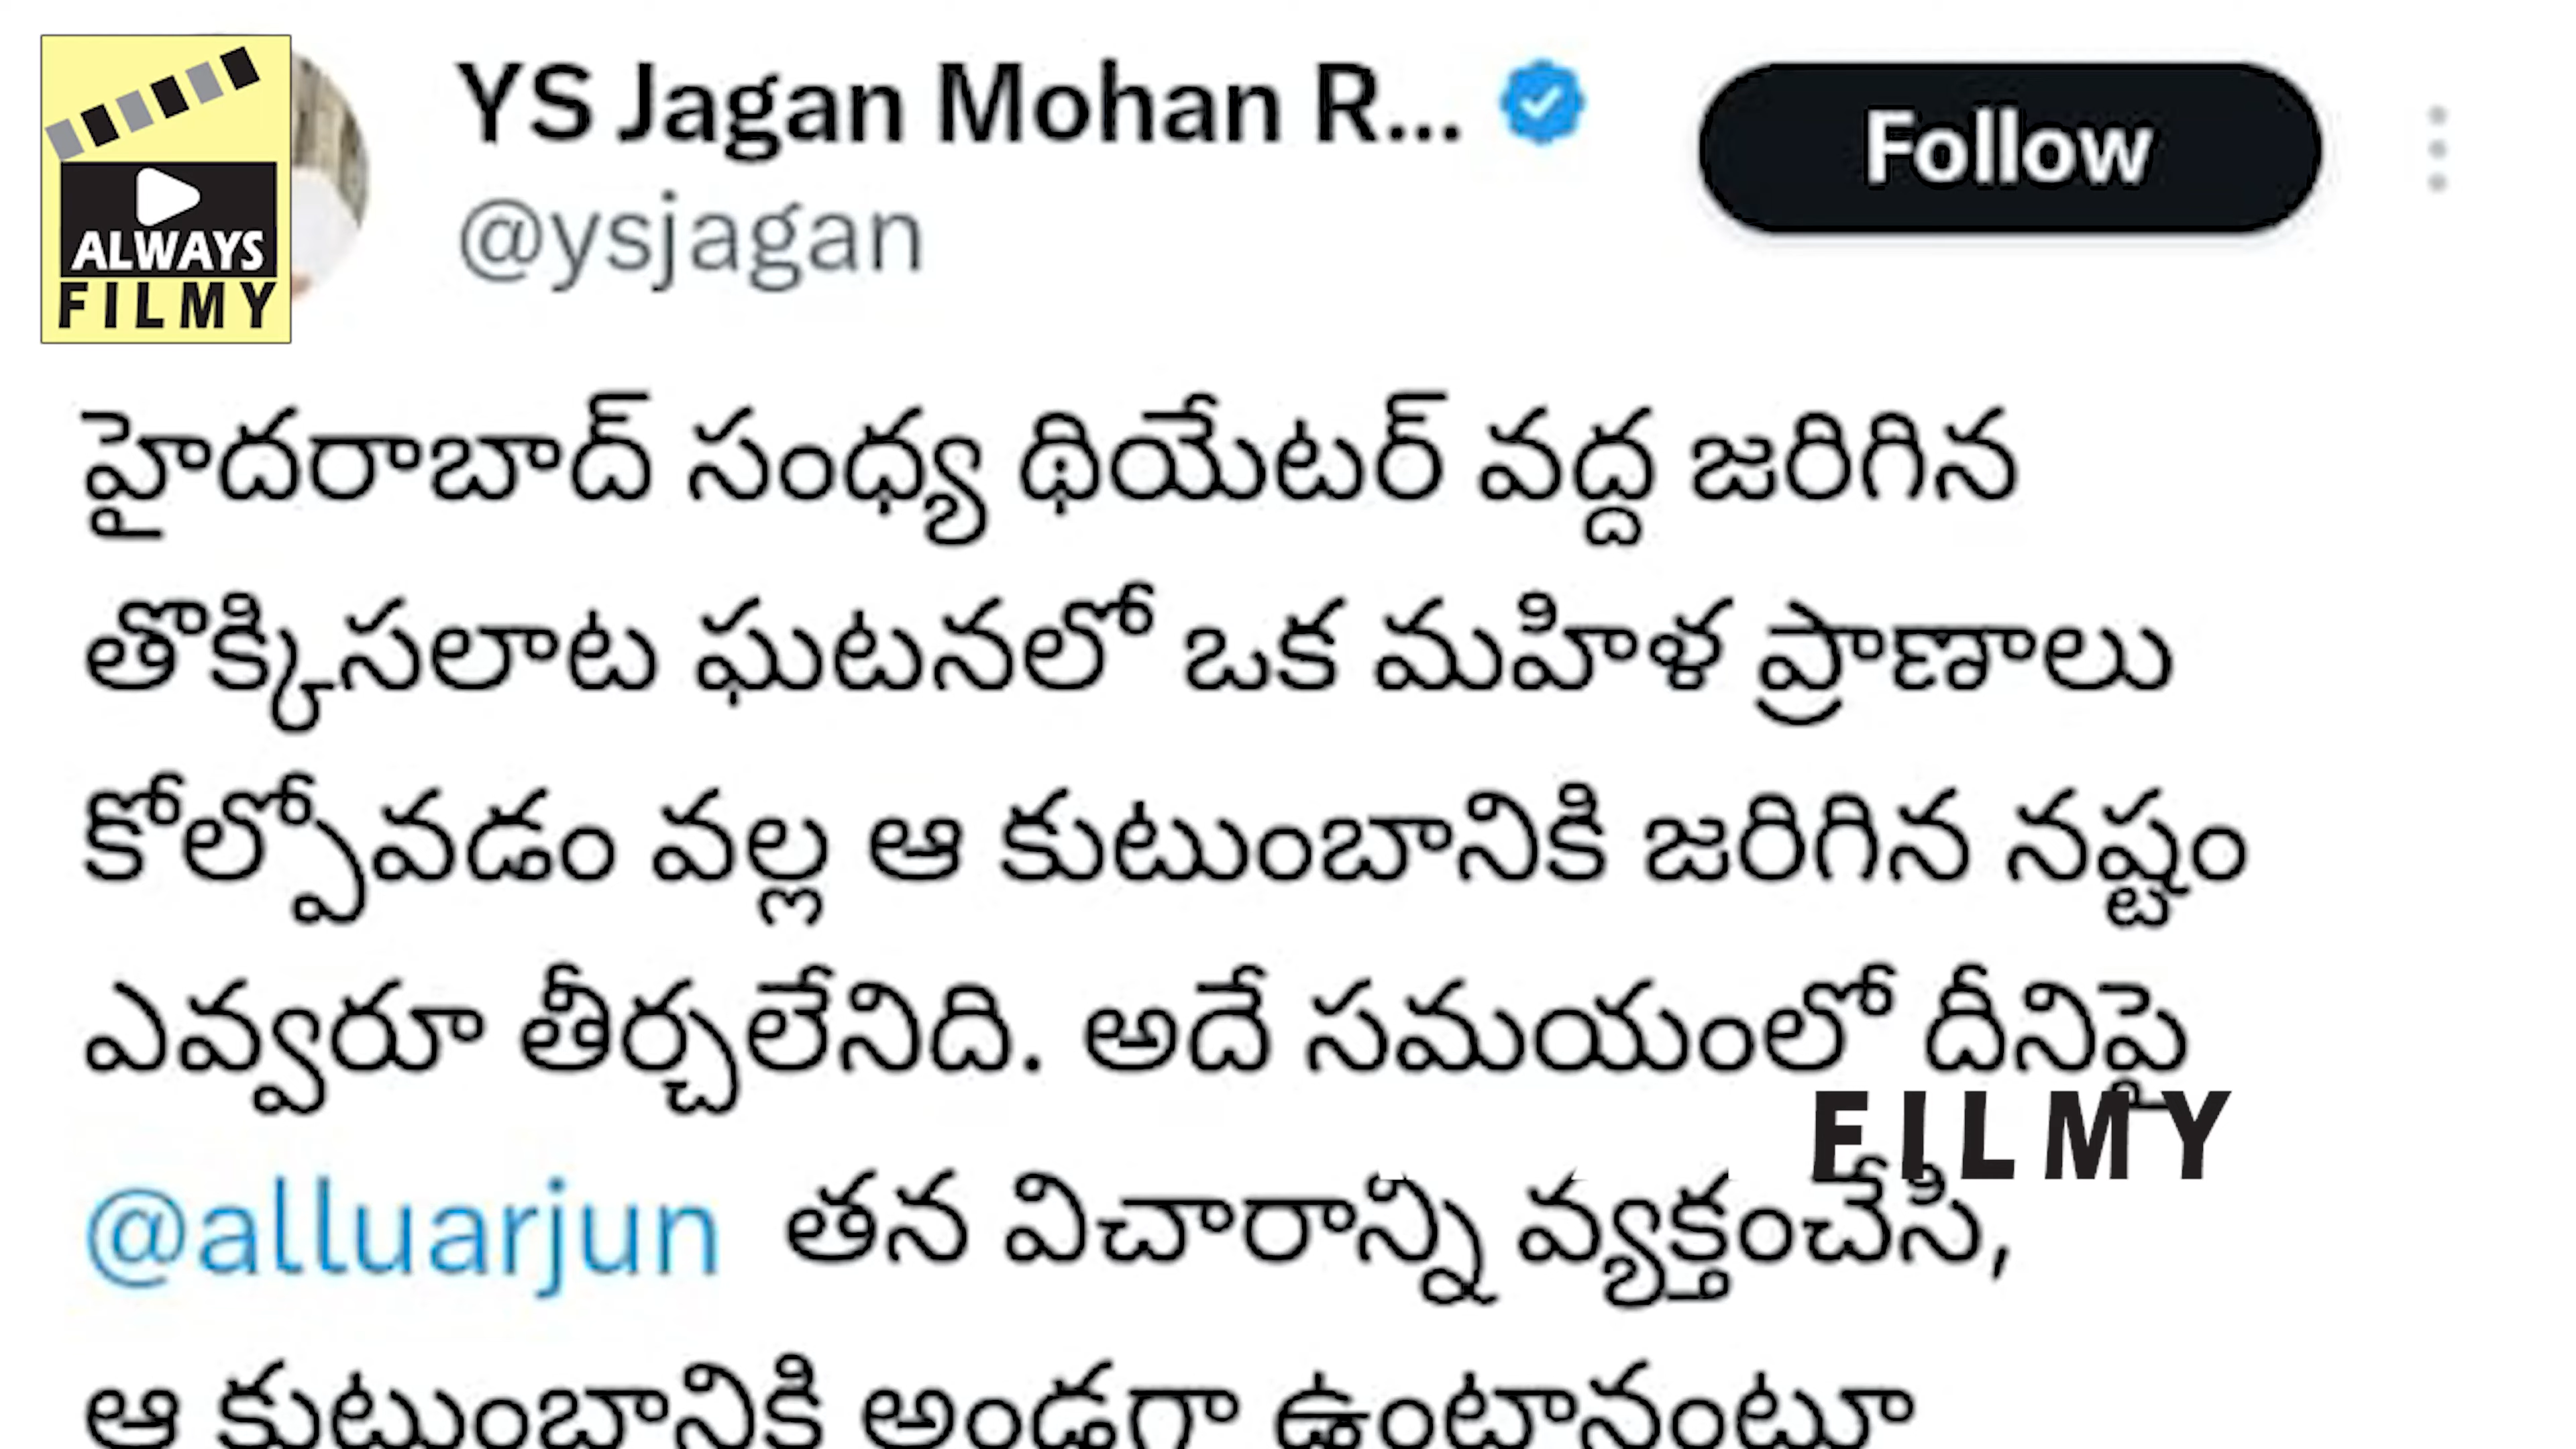 ALWAYS
FILMY
YS Jagan Mohan R...
@ysjagan
Follow
హైదరాబాద్ సంధ్య థియేటర్ వద్ద జరిగిన
తొక్కిసలాట ఘటనలో ఒక మహిళ ప్రాణాలు
కోల్పోవడం వల్ల ఆ కుటుంబానికి జరిగిన నష్టం
ఎవ్వరూ తీర్చలేనిది. అదే సమయంలో దీనిపై
FILMY
@alluarjun తన విచారాన్ని వ్యక్తంచేసి,
ఆ కుటుంబానికి అండగా ఉంటానంటూ